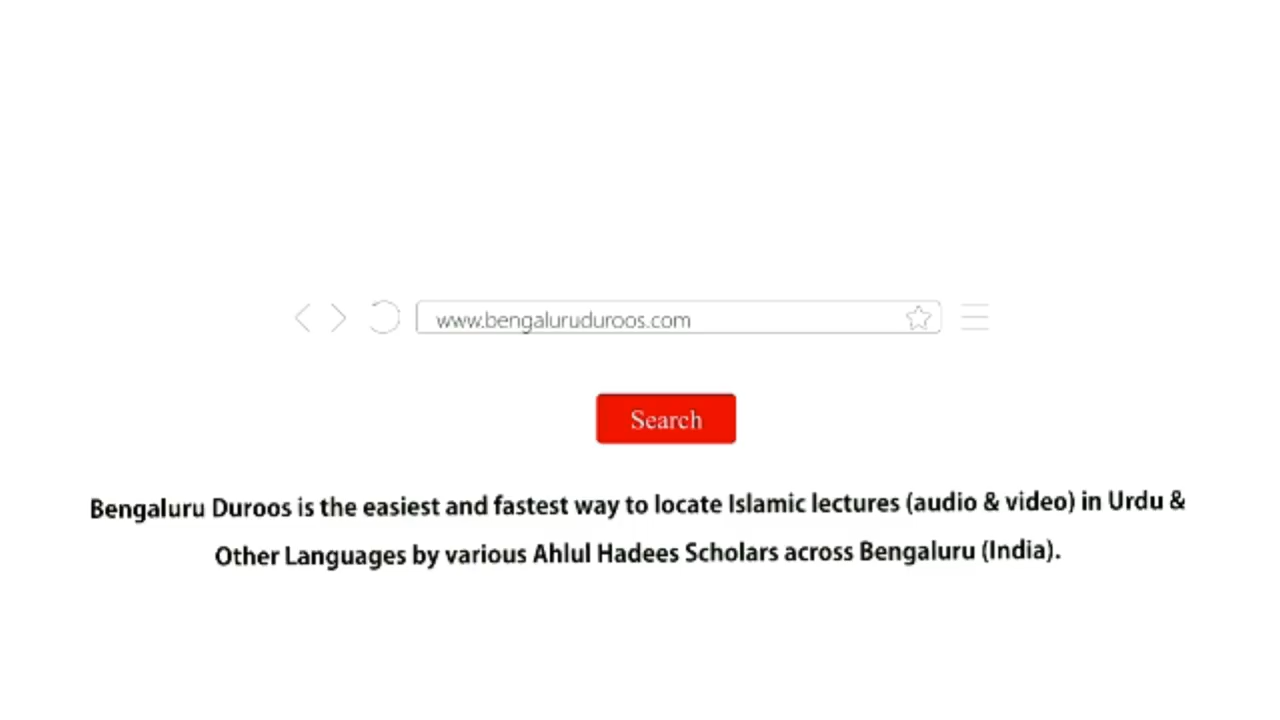 www.bengaluruduroos.com
Search
Bengaluru Duroos is the easiest and fastest way to locate Islamic lectures (audio & video) in Urdu &
Other Languages by various Ahlul Hadees Scholars across Bengaluru (India).